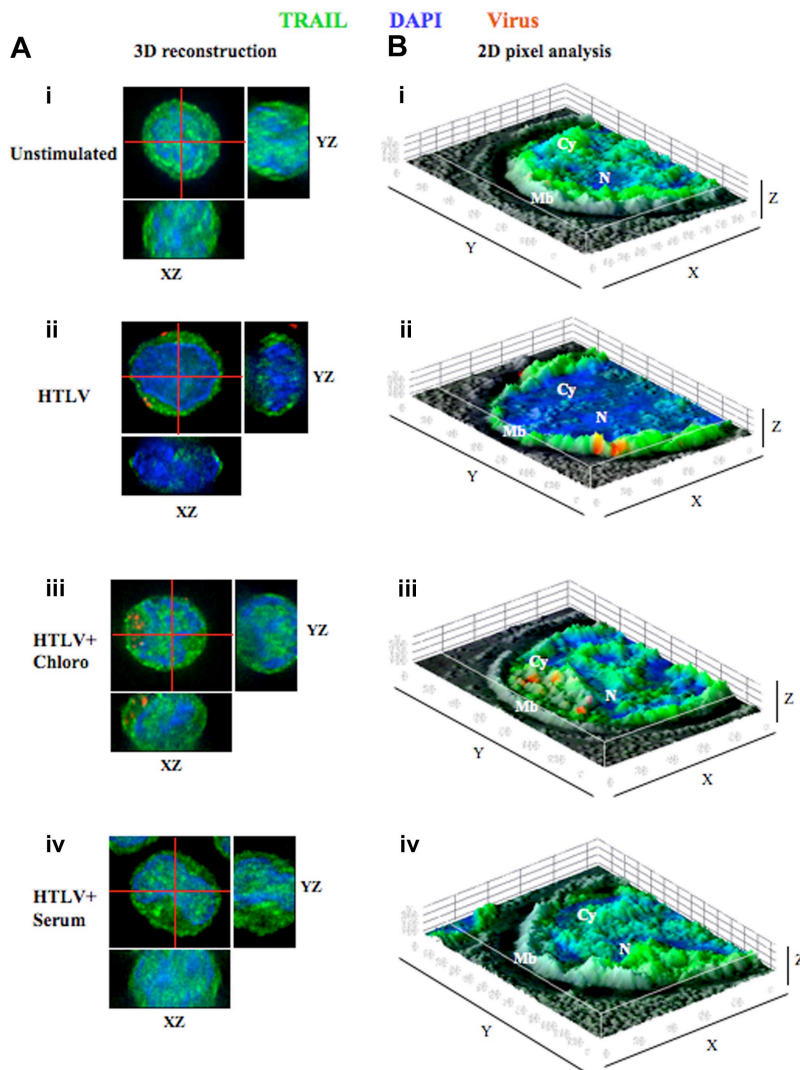 TRAIL DAPI Virus
A 3D reconstruction
B 2D pixel analysis
i
Unstimulated
YZ
XZ
i
Cy
N
Mb
Z
Y
X
ii
HTLV
YZ
XZ
ii
Cy
N
Mb
Z
Y
X
iii
HTLV+
Chloro
YZ
XZ
iii
Cy
N
Mb
Z
Y
X
iv
HTLV+
Serum
YZ
XZ
iv
Cy
N
Mb
Z
Y
X